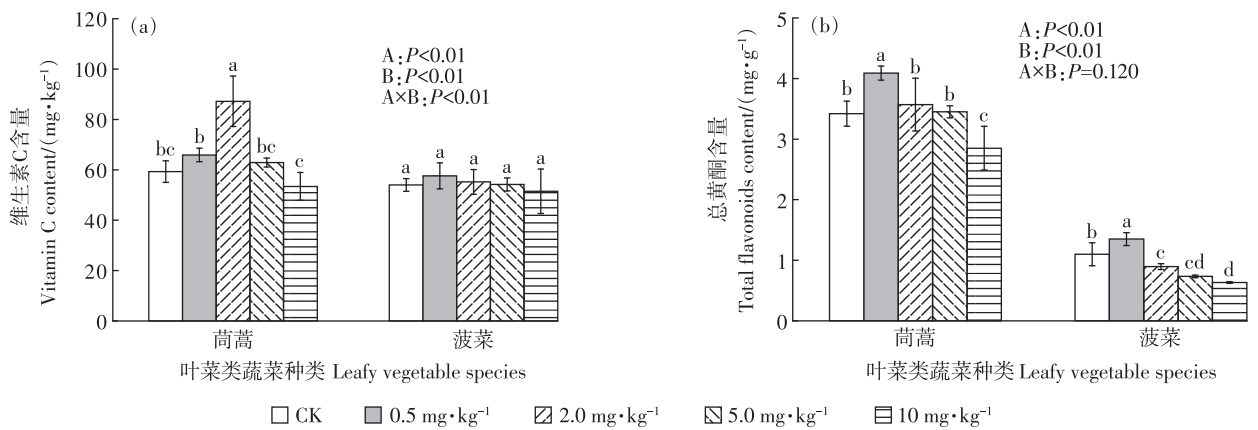 (a)
维生素C含量
Vitamin C content/(mg·kg⁻¹)
120
100
80
60
40
20
0
A:P<0.01
B:P<0.01
A×B:P<0.01
bc
b
a
bc
c
a
a
a
a
a
茼蒿
菠菜
叶菜类蔬菜种类 Leafy vegetable species
(b)
总黄酮含量
Total flavonoids content/(mg·g⁻¹)
5
4
3
2
1
0
A:P<0.01
B:P<0.01
A×B:P=0.120
b
a
b
b
c
b
a
c
cd
d
茼蒿
菠菜
叶菜类蔬菜种类 Leafy vegetable species
CK
0.5 mg·kg⁻¹
2.0 mg·kg⁻¹
5.0 mg·kg⁻¹
10 mg·kg⁻¹